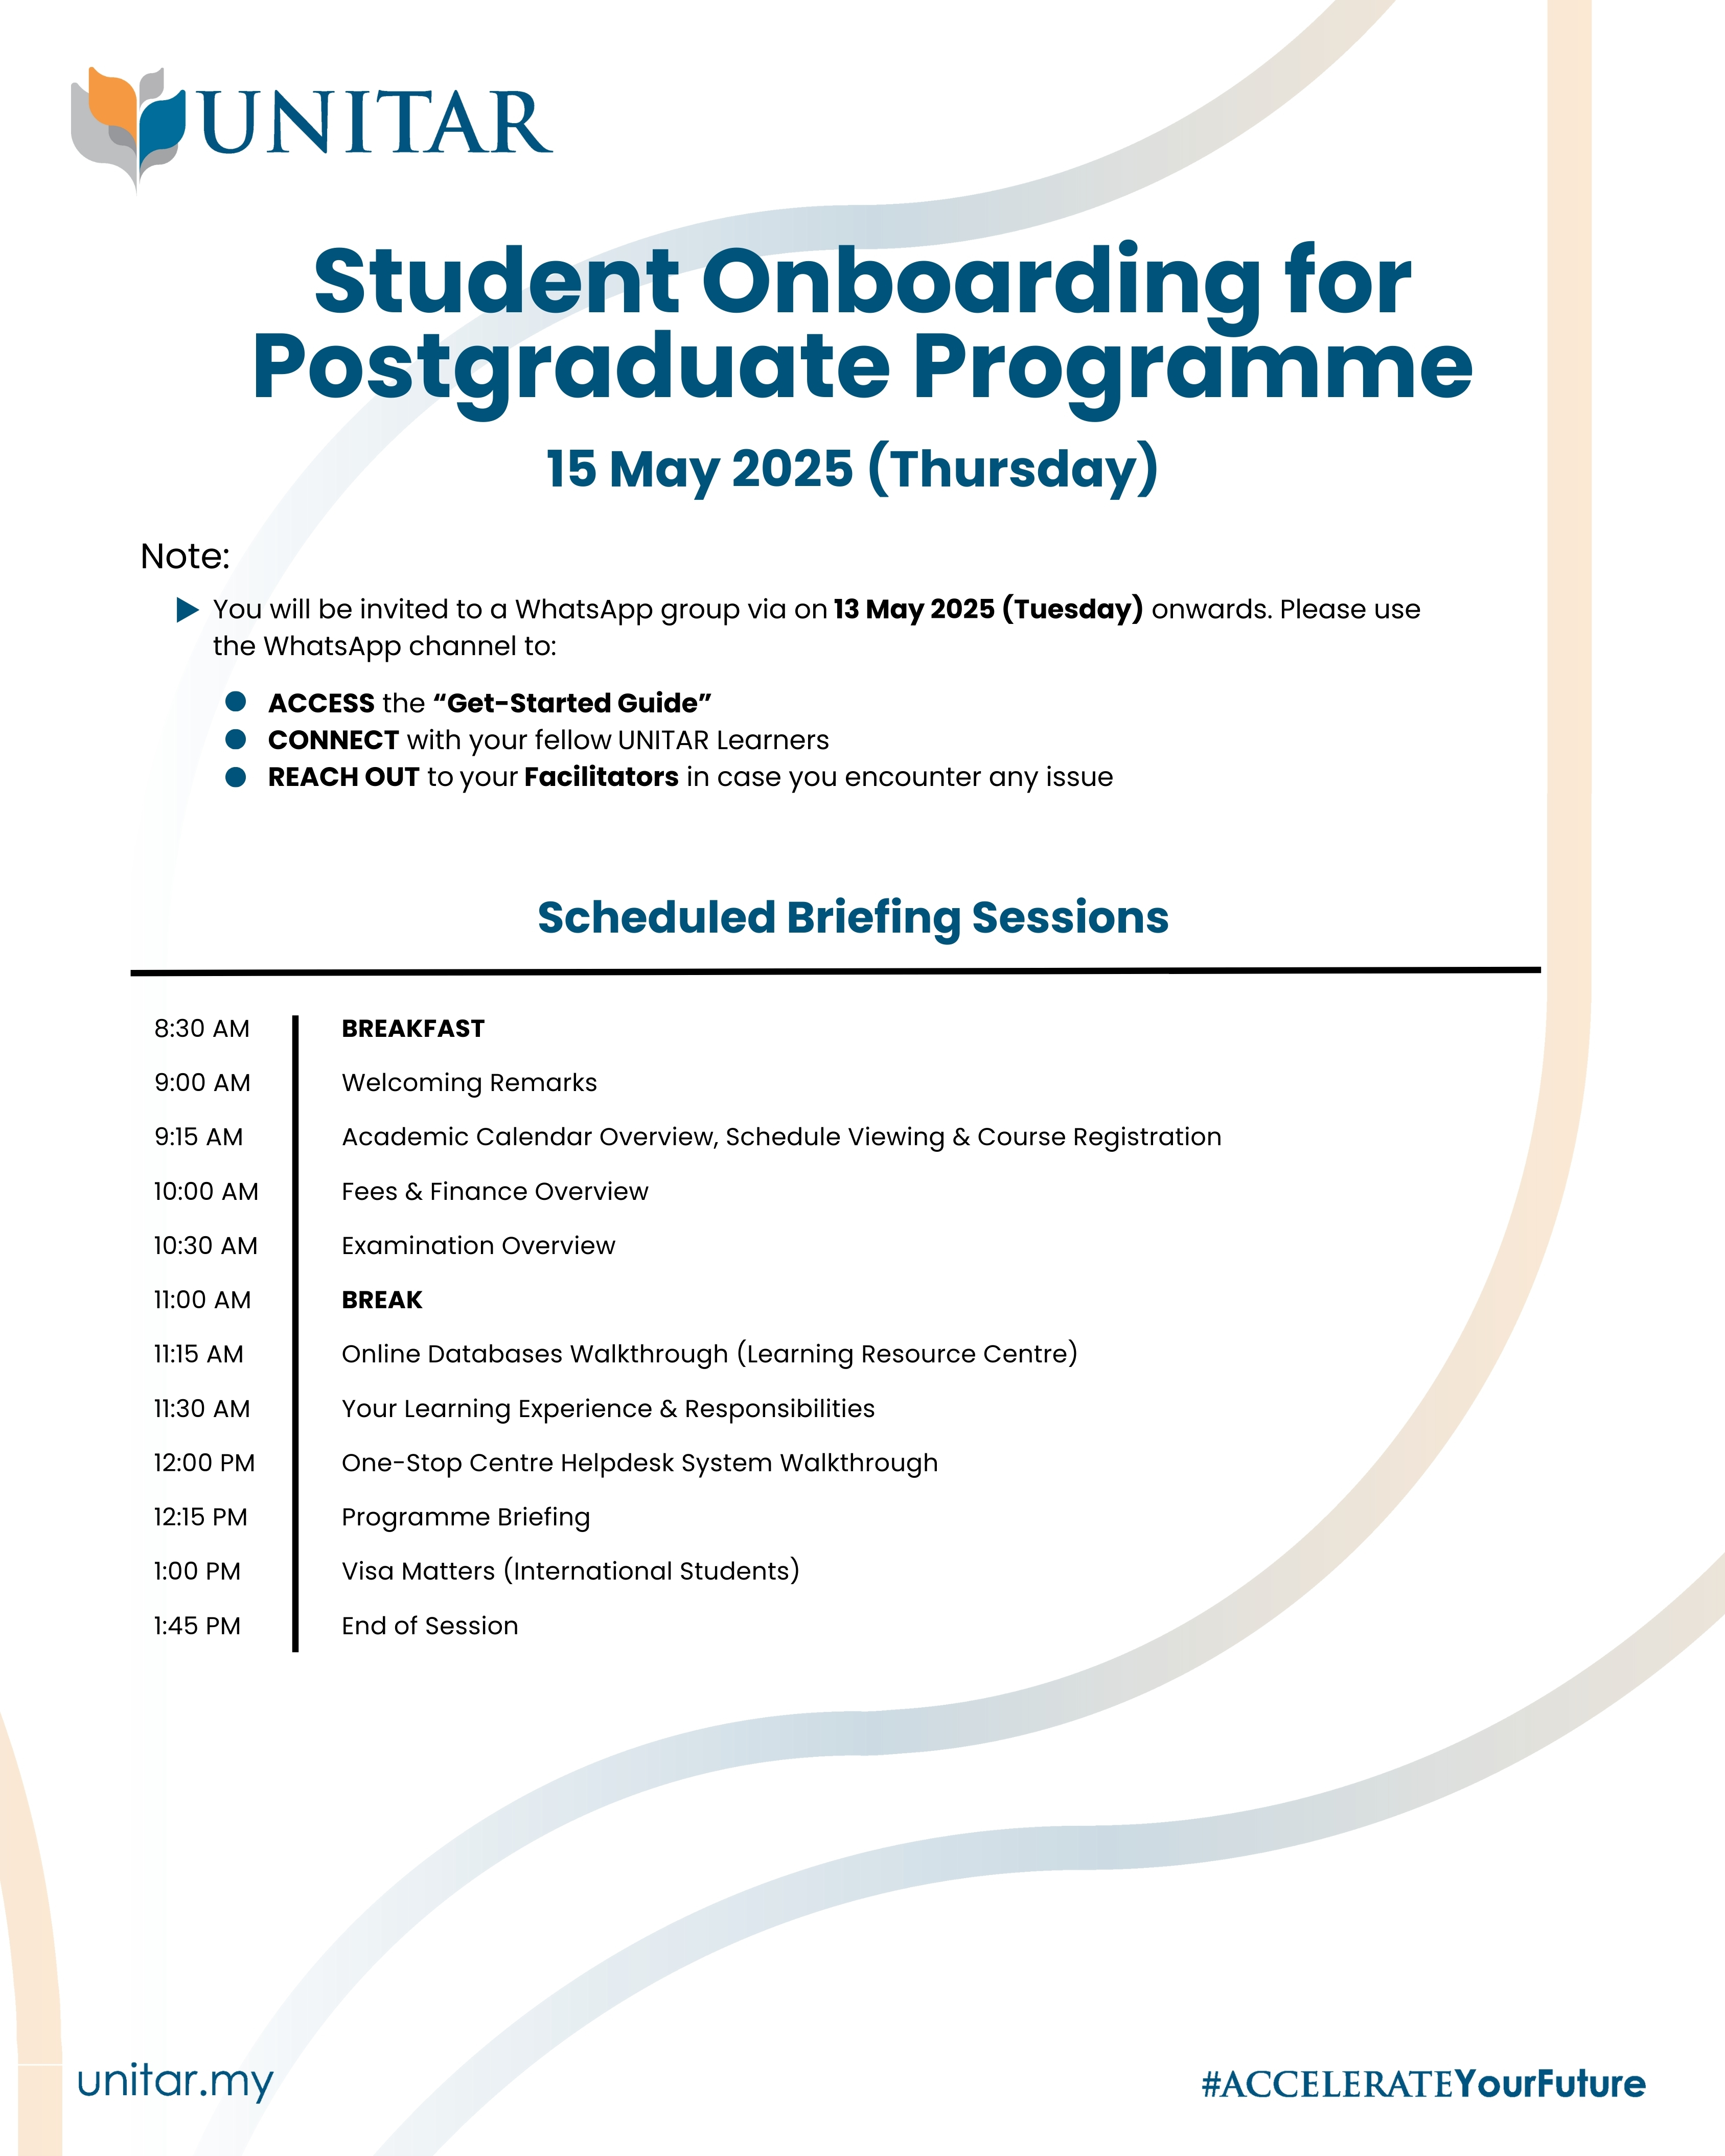 UNITAR
Student Onboarding for
Postgraduate Programme
15 May 2025 (Thursday)
Note:
You will be invited to a WhatsApp group via on 13 May 2025 (Tuesday) onwards. Please use
the WhatsApp channel to:
ACCESS the “Get-Started Guide”
CONNECT with your fellow UNITAR Learners
REACH OUT to your Facilitators in case you encounter any issue
Scheduled Briefing Sessions
8:30 AM BREAKFAST
9:00 AM Welcoming Remarks
9:15 AM Academic Calendar Overview, Schedule Viewing & Course Registration
10:00 AM Fees & Finance Overview
10:30 AM Examination Overview
11:00 AM BREAK
11:15 AM Online Databases Walkthrough (Learning Resource Centre)
11:30 AM Your Learning Experience & Responsibilities
12:00 PM One-Stop Centre Helpdesk System Walkthrough
12:15 PM Programme Briefing
1:00 PM Visa Matters (International Students)
1:45 PM End of Session
unitar.my
#ACCELERATEYourFuture